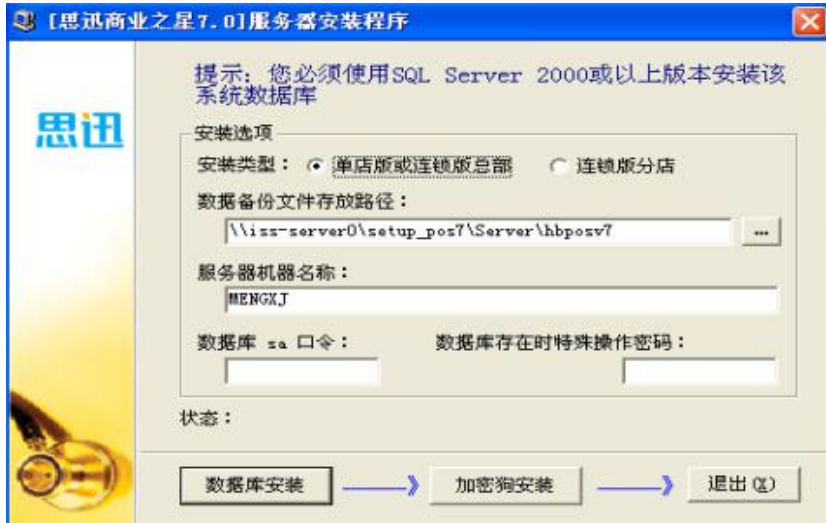 [思迅商业之星7.0]服务器安装程序
提示：您必须使用SQL Server 2000或以上版本安装该
系统数据库
思迅
安装选项
安装类型： 单店版或连锁版总部 连锁版分店
数据备份文件存放路径：
\\iss-server0\setup_pos7\Server\hbposv7 ...
服务器机器名称：
MENGXJ
数据库 sa 口令： 数据库存在时特殊操作密码：
状态：
数据库安装 加密狗安装 退出(X)